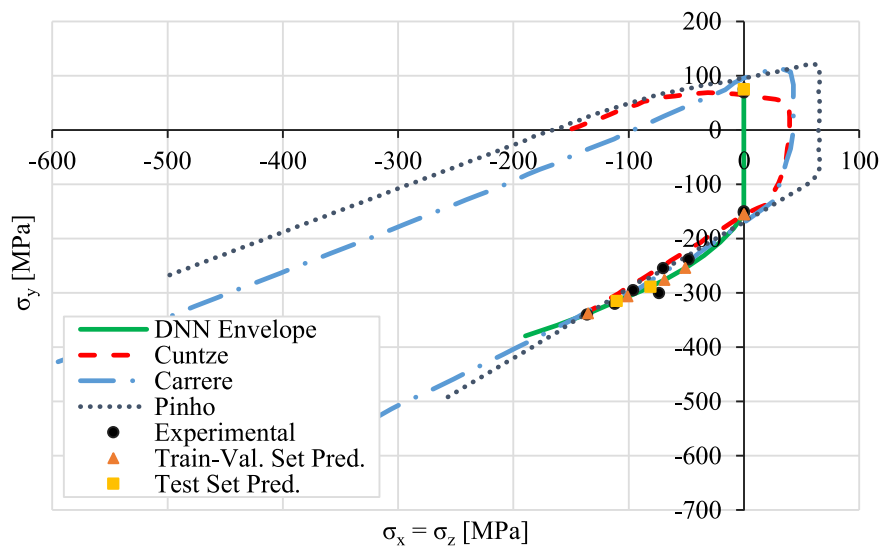 200
100
0
-600 -500 -400 -300 -200 -100 0 100
-100
-200
-300
-400
-500
-600
-700
σy [MPa]
DNN Envelope
Cuntze
Carrere
Pinho
Experimental
Train-Val. Set Pred.
Test Set Pred.
σx = σz [MPa]